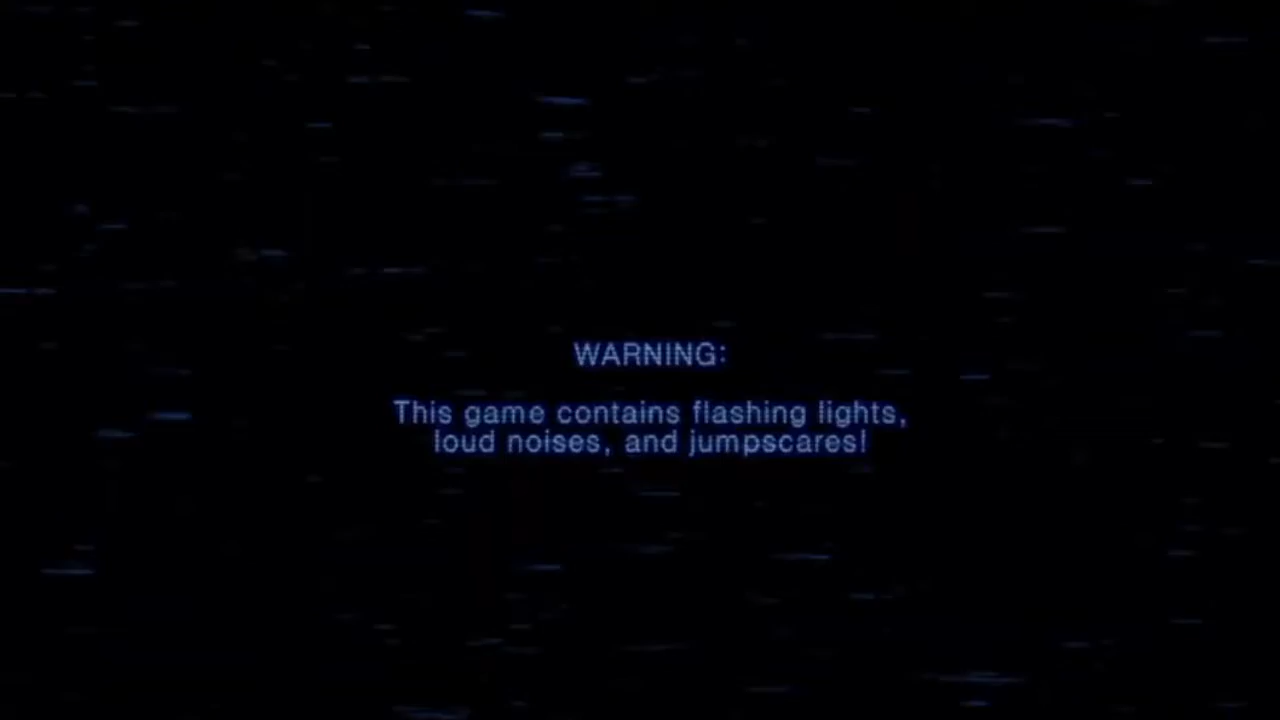 WARNING:
This game contains flashing lights,
loud noises, and jumpscares!